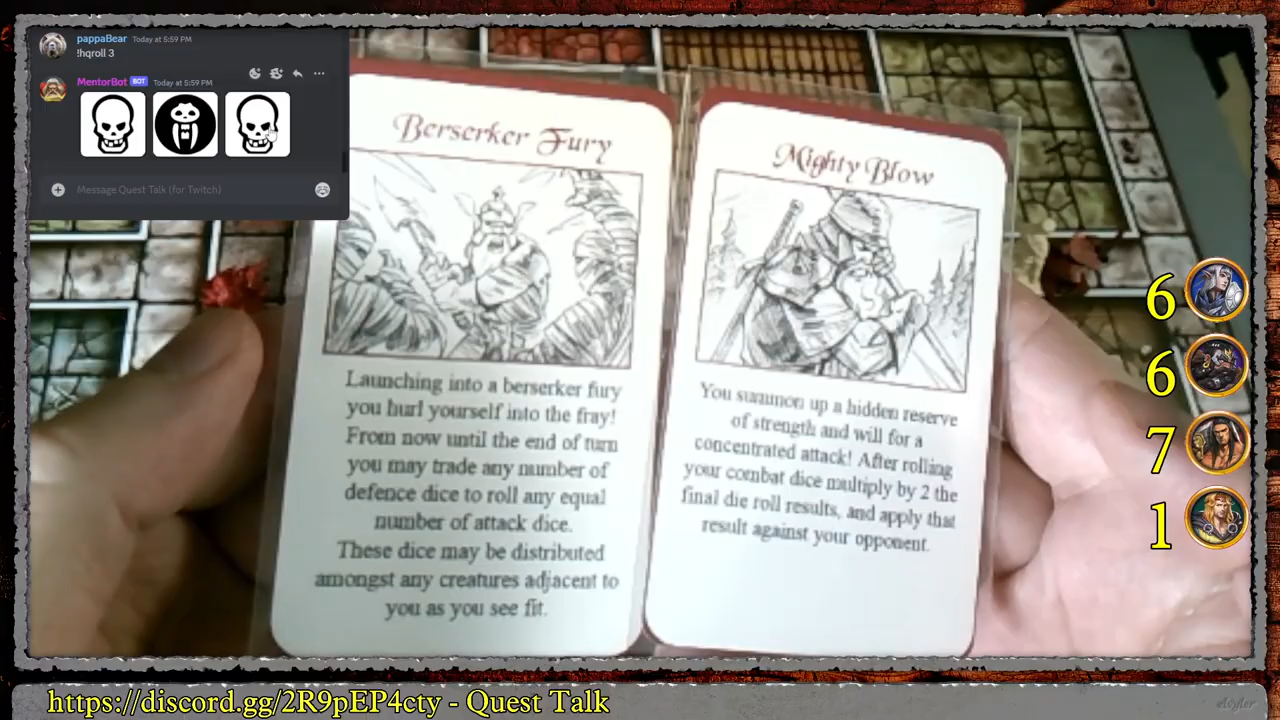 pappaBear Today at 5:59 PM
!hqroll 3
MentorBot BOT Today at 5:59 PM
Message Quest Talk (for Twitch)
Berserker Fury
Launching into a berserker fury
you hurl yourself into the fray!
From now until the end of turn
you may trade any number of
defence dice to roll any equal
number of attack dice.
These dice may be distributed
amongst any creatures adjacent to
you as you see fit.
Mighty Blow
You summon up a hidden reserve
of strength and will for a
concentrated attack! After rolling
your combat dice multiply by 2 the
final die roll results, and apply that
result against your opponent.
6
6
7
1
https://discord.gg/2R9pEP4cty - Quest Talk